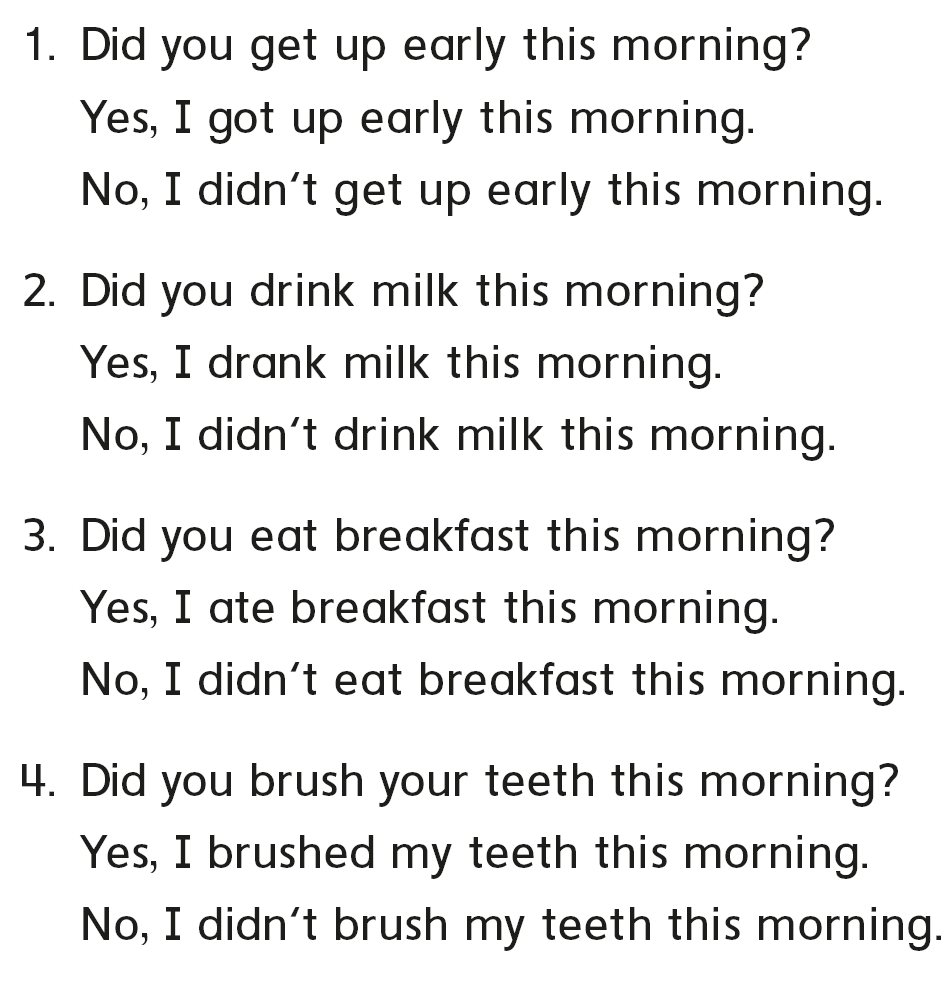 1. Did you get up early this morning?
Yes, I got up early this morning.
No, I didn't get up early this morning.
2. Did you drink milk this morning?
Yes, I drank milk this morning.
No, I didn't drink milk this morning.
3. Did you eat breakfast this morning?
Yes, I ate breakfast this morning.
No, I didn't eat breakfast this morning.
4. Did you brush your teeth this morning?
Yes, I brushed my teeth this morning.
No, I didn't brush my teeth this morning.